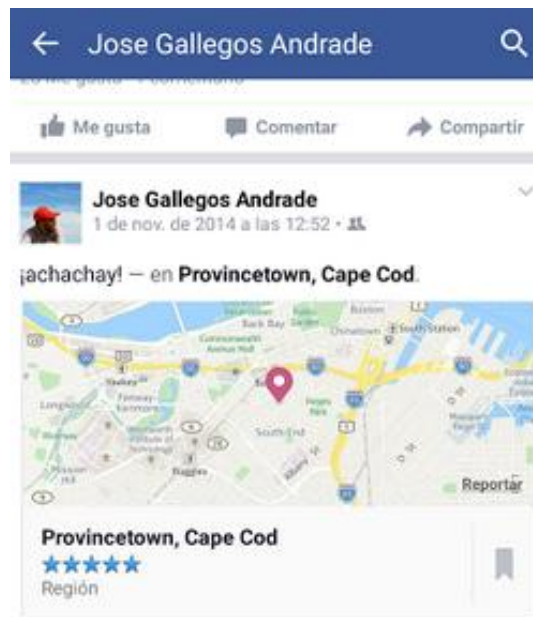 Jose Gallegos Andrade
Me gusta
Comentar
Compartir
Jose Gallegos Andrade
1 de nov. de 2014 a las 12:52 •
¡achachay! — en Provincetown, Cape Cod.
Back Bay
Chinatown
South Station
South End
Reportar
Provincetown, Cape Cod
Región